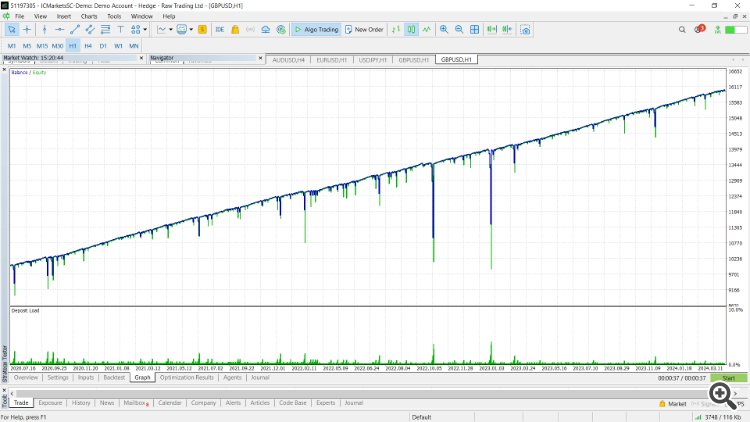 51197305 - ICMarketsSC-Demo: Demo Account - Hedge - Raw Trading Ltd - [GBPUSD,H1]
File View Insert Charts Tools Window Help
IDE Algo Trading New Order
M1 M5 M15 M30 H1 H4 D1 W1 MN
Market Watch: 15:20:44 Navigator
AUDUSD,H4 EURUSD,H1 USDJPY,H1 GBPUSD,H1 GBPUSD,H1
Balance / Equity
16652
16117
15583
15048
14513
13979
13444
12909
12374
11840
11305
10770
10236
9701
9166
8631
Deposit Load
16.0%
0.0%
2020.07.16 2020.09.25 2020.11.20 2021.01.18 2021.03.12 2021.05.12 2021.07.02 2021.09.02 2021.12.01 2022.02.11 2022.05.09 2022.06.24 2022.08.24 2022.10.05 2022.12.28 2023.01.03 2023.03.22 2023.05.16 2023.07.10 2023.08.29 2023.11.09 2024.01.18 2024.03.11
Strategy Tester
Overview Settings Inputs Backtest Graph Optimization Results Agents Journal
00:00:37 / 00:00:37 Start
Trade Exposure History News Mailbox Calendar Company Alerts Articles Code Base Experts Journal
Market
For Help, press F1 Default 3748 / 116 Kb